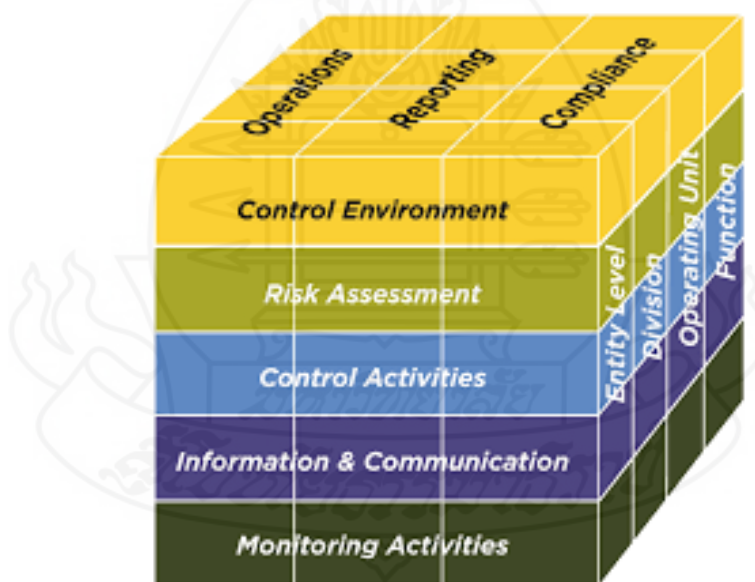 Operations
Reporting
Compliance
Control Environment
Risk Assessment
Control Activities
Information & Communication
Monitoring Activities
Entity Level
Division
Operating Unit
Function